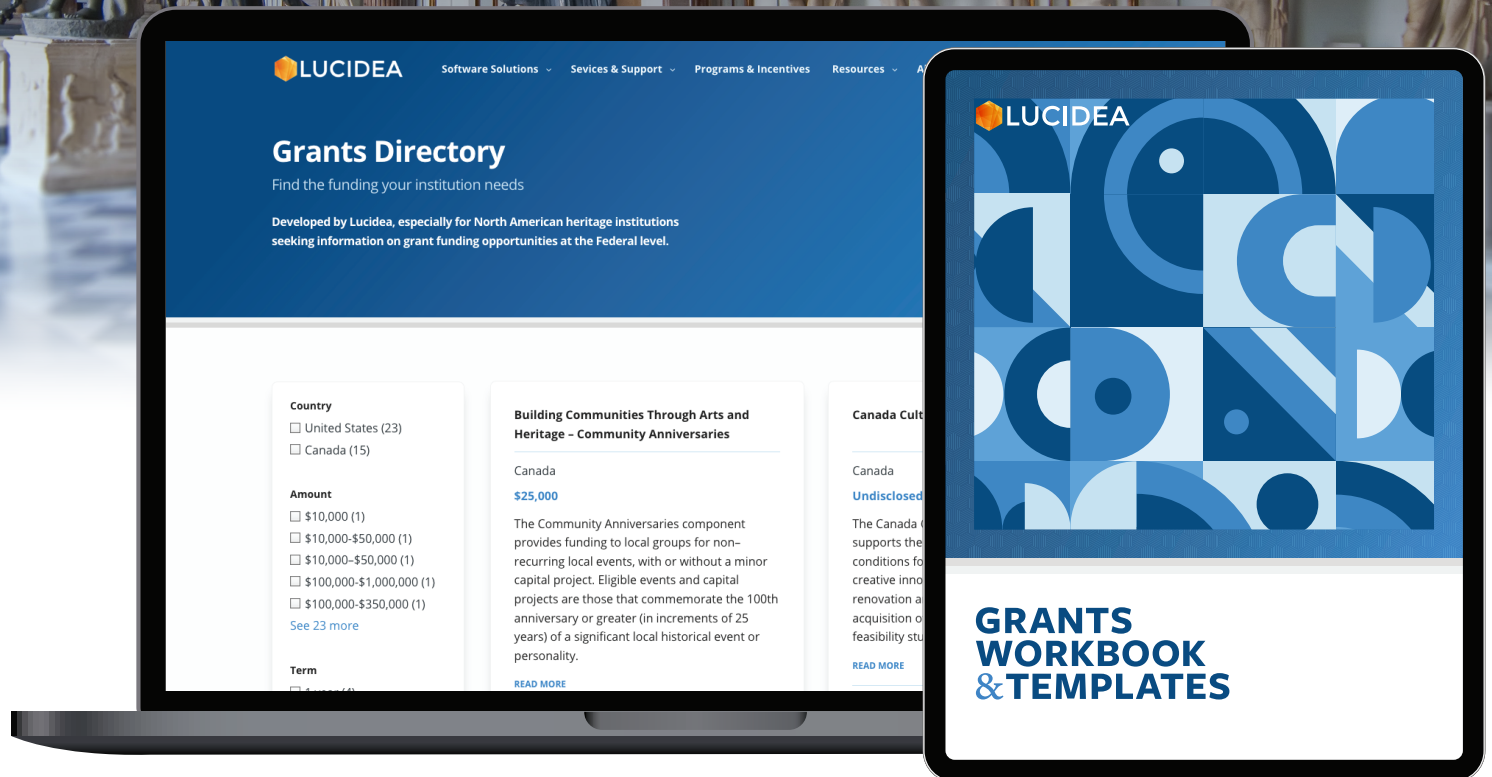 LUCIDEA
Software Solutions
Sevices & Support
Programs & Incentives
Resources
Grants Directory
Find the funding your institution needs
Developed by Lucidea, especially for North American heritage institutions
seeking information on grant funding opportunities at the Federal level.
Country
United States (23)
Canada (15)
Amount
$10,000 (1)
$10,000-$50,000 (1)
$10,000–$50,000 (1)
$100,000-$1,000,000 (1)
$100,000-$350,000 (1)
See 23 more
Term
Building Communities Through Arts and
Heritage – Community Anniversaries
Canada
$25,000
The Community Anniversaries component
provides funding to local groups for non–
recurring local events, with or without a minor
capital project. Eligible events and capital
projects are those that commemorate the 100th
anniversary or greater (in increments of 25
years) of a significant local historical event or
personality.
READ MORE
Canada Cult
Canada
Undisclosed
The Canada
supports the
conditions fo
creative inno
renovation a
acquisition o
feasibility stu
READ MORE
LUCIDEA
GRANTS
WORKBOOK
&TEMPLATES